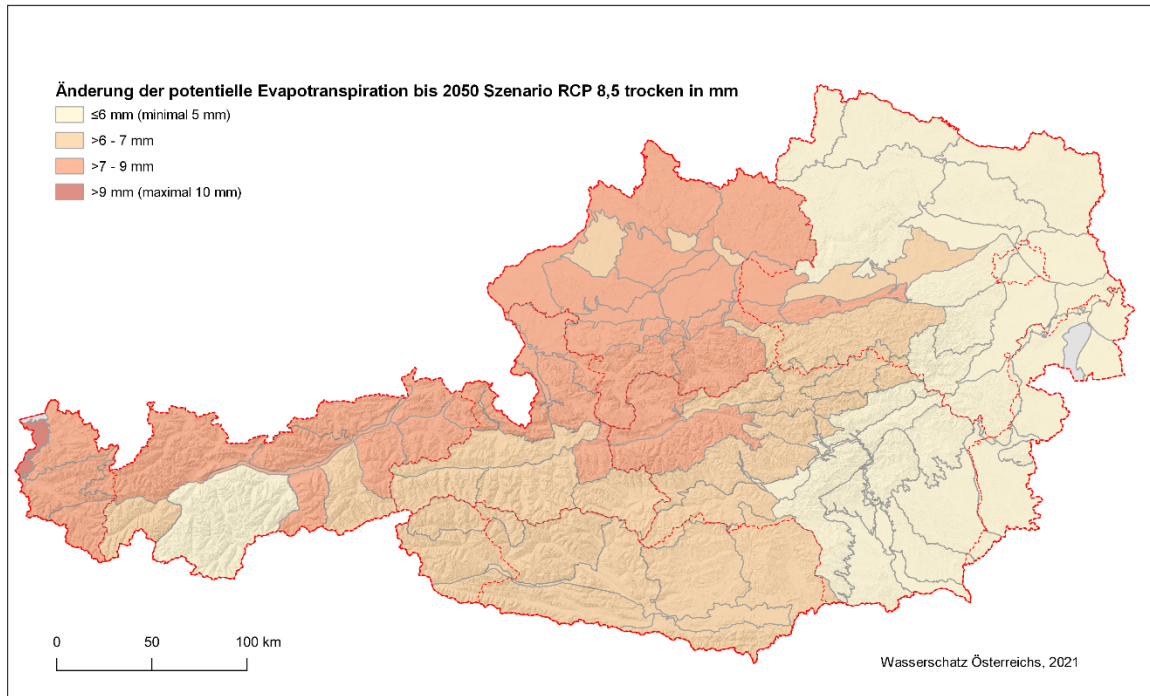 Änderung der potentielle Evapotranspiration bis 2050 Szenario RCP 8,5 trocken in mm
≤6 mm (minimal 5 mm)
>6 - 7 mm
>7 - 9 mm
>9 mm (maximal 10 mm)
0 50 100 km
Wasserschatz Österreichs, 2021